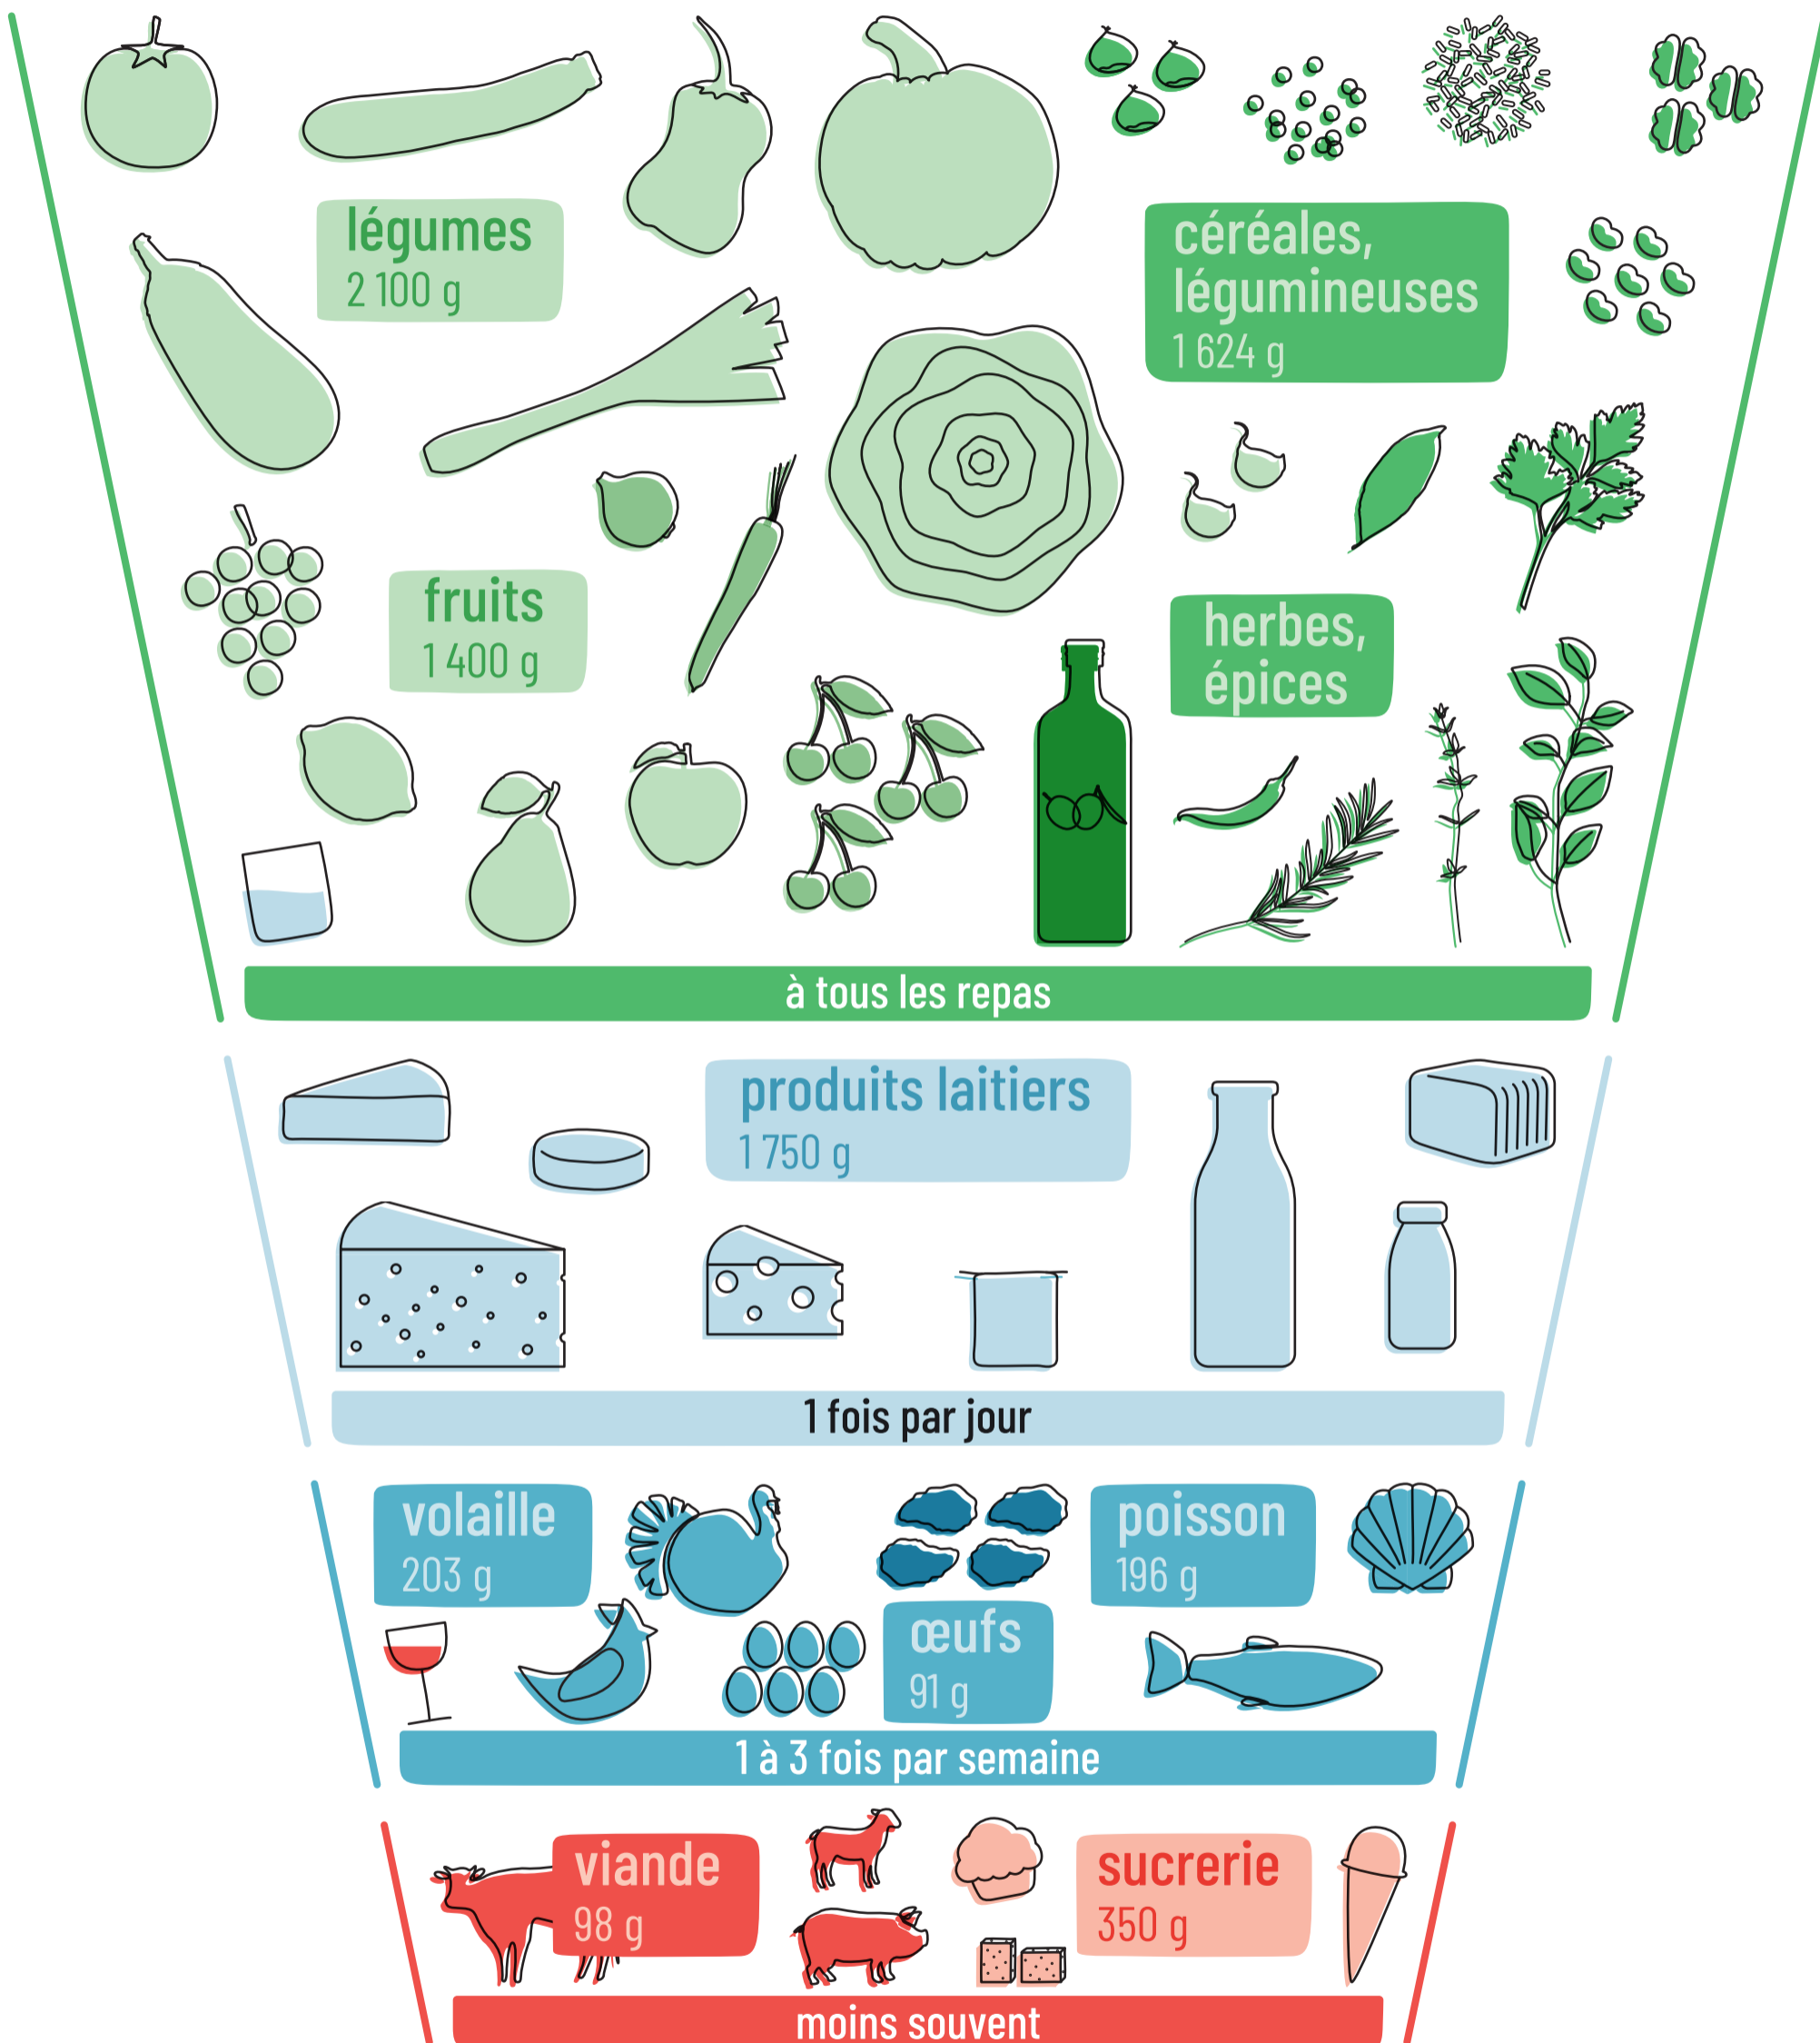 légumes
2 100 g
céréales,
légumineuses
1 624 g
fruits
1 400 g
herbes,
épices
à tous les repas
produits laitiers
1 750 g
1 fois par jour
volaille
203 g
poisson
196 g
œufs
91 g
1 à 3 fois par semaine
viande
98 g
sucrerie
350 g
moins souvent